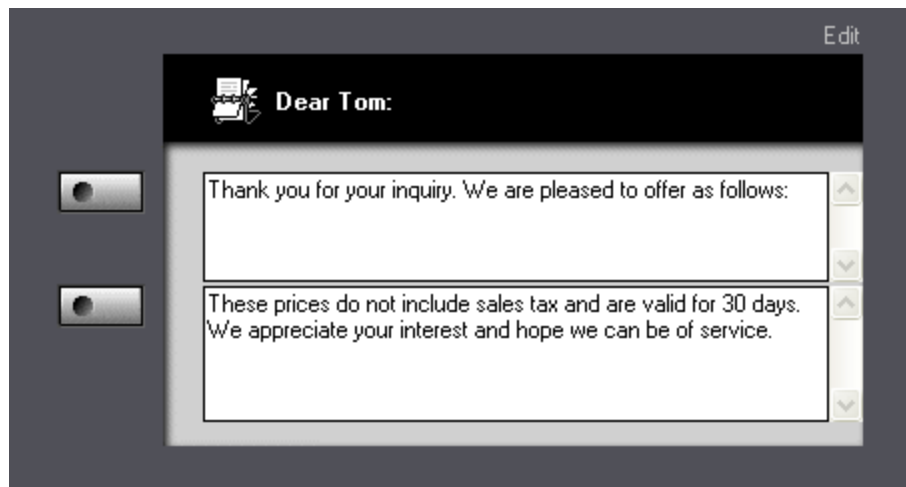 Edit
Dear Tom:
Thank you for your inquiry. We are pleased to offer as follows:
These prices do not include sales tax and are valid for 30 days.
We appreciate your interest and hope we can be of service.